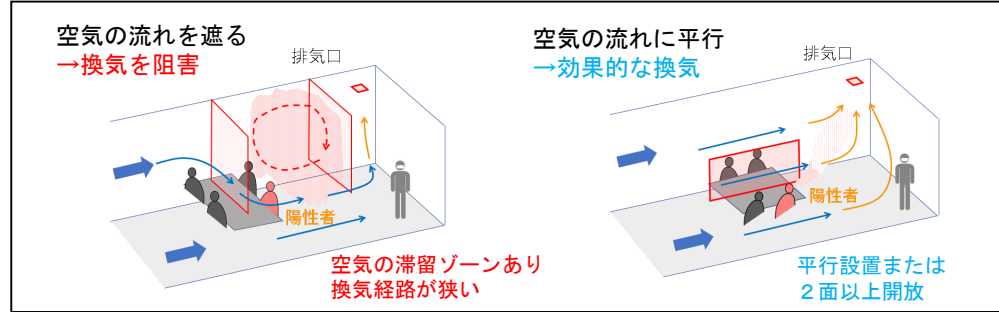 空気の流れを遮る
→換気を阻害
排気口
陽性者
空気の滞留ゾーンあり
換気経路が狭い
空気の流れに平行
→効果的な換気
排気口
陽性者
平行設置または
２面以上開放